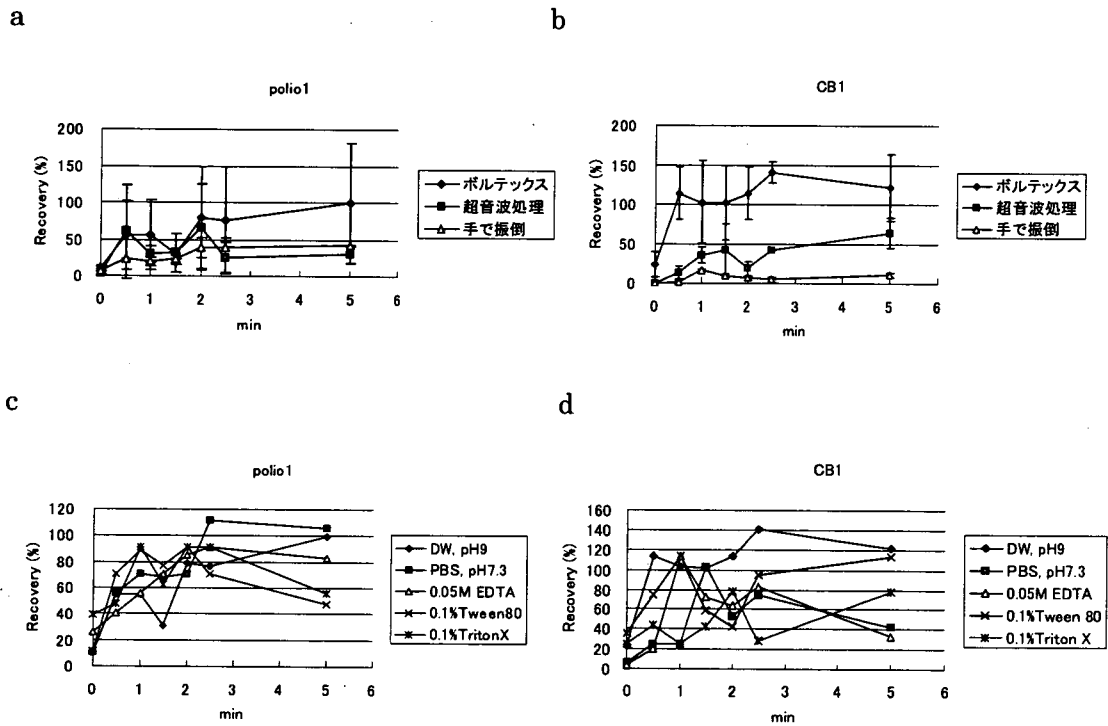 a
polio1
Recovery (%)
200
150
100
50
0
0 1 2 3 4 5 6
min
ボルテックス
超音波処理
手で振倒
b
CB1
Recovery (%)
200
150
100
50
0
0 1 2 3 4 5 6
min
ボルテックス
超音波処理
手で振倒
c
polio1
Recovery (%)
120
100
80
60
40
20
0
0 1 2 3 4 5 6
min
DW, pH9
PBS, pH7.3
0.05M EDTA
0.1%Tween80
0.1%TritonX
d
CB1
Recovery (%)
160
140
120
100
80
60
40
20
0
0 1 2 3 4 5 6
min
DW, pH9
PBS, pH7.3
0.05M EDTA
0.1%Tween 80
0.1%Triton X